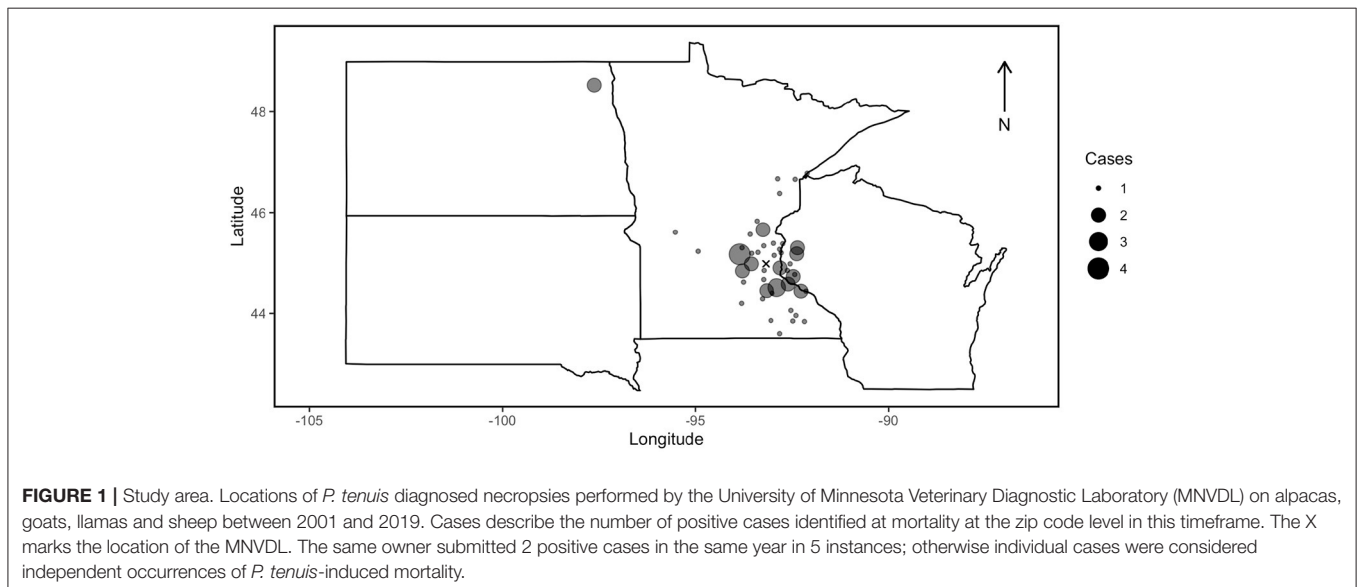 48
46
44
Latitude
-105
-100
-95
-90
Longitude
N
Cases
1
2
3
4
FIGURE 1 | Study area. Locations of P. tenuis diagnosed necropsies performed by the University of Minnesota Veterinary Diagnostic Laboratory (MNVDL) on alpacas,
goats, llamas and sheep between 2001 and 2019. Cases describe the number of positive cases identified at mortality at the zip code level in this timeframe. The X
marks the location of the MNVDL. The same owner submitted 2 positive cases in the same year in 5 instances; otherwise individual cases were considered
independent occurrences of P. tenuis-induced mortality.